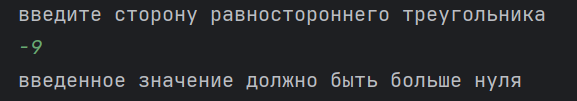 введите сторону равностороннего треугольника
-9
введенное значение должно быть больше нуля